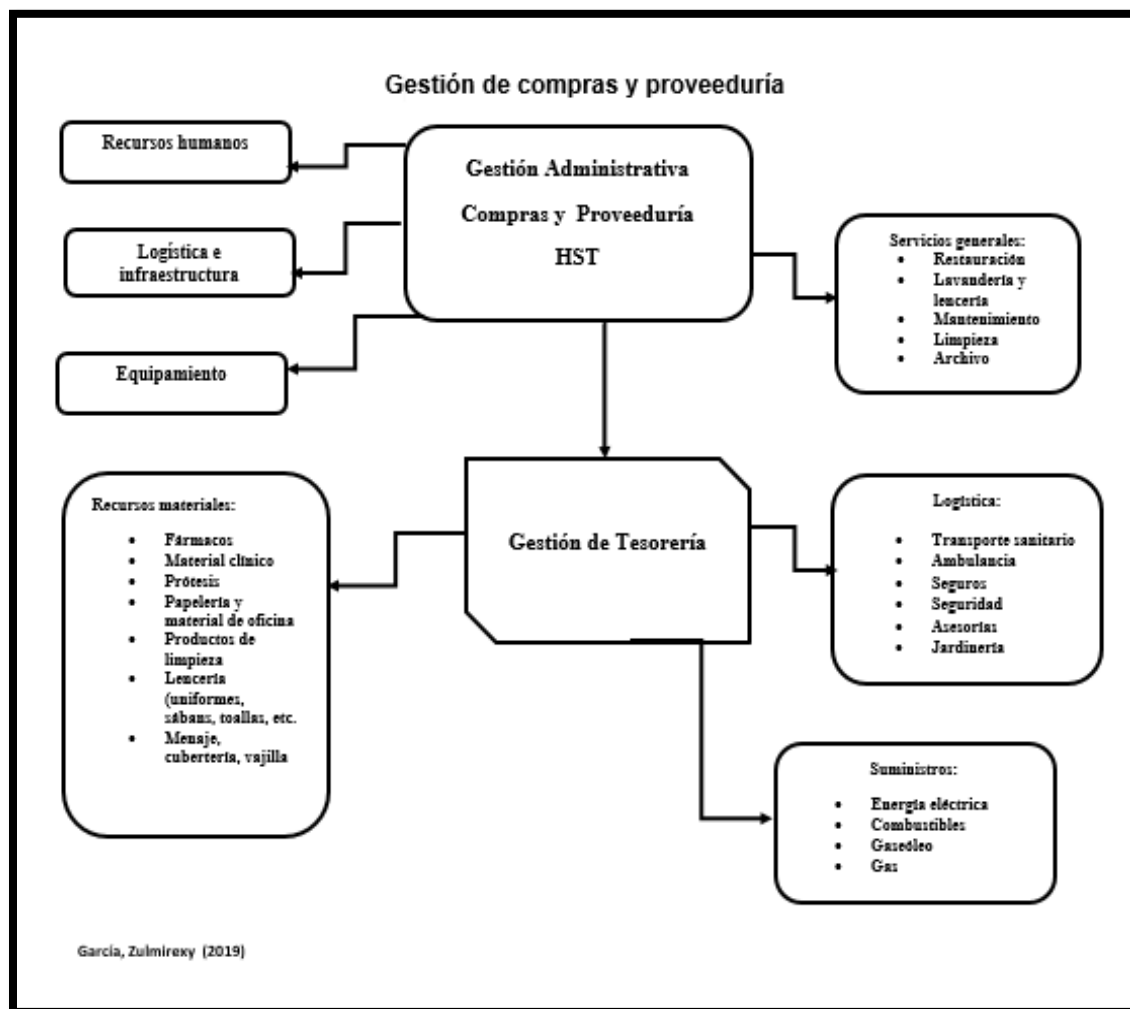 Gestión de compras y proveeduría
Recursos humanos
Gestión Administrativa
Compras y Proveeduría
HST
Logística e
infraestructura
Servicios generales:
• Restauración
• Lavandería y
lencería
• Mantenimiento
• Limpieza
• Archivo
Equipamiento
Recursos materiales:
• Fármacos
• Material clínico
• Prótesis
• Papelería y
material de oficina
• Productos de
limpieza
• Lencería
(uniformes,
sábans, toallas, etc.
• Menaje,
cubertería, vajilla
Gestión de Tesorería
Logística:
• Transporte sanitario
• Ambulancia
• Seguros
• Seguridad
• Asesorías
• Jardinería
Suministros:
• Energía eléctrica
• Combustibles
• Gaseóleo
• Gas
García, Zulmirexy (2019)